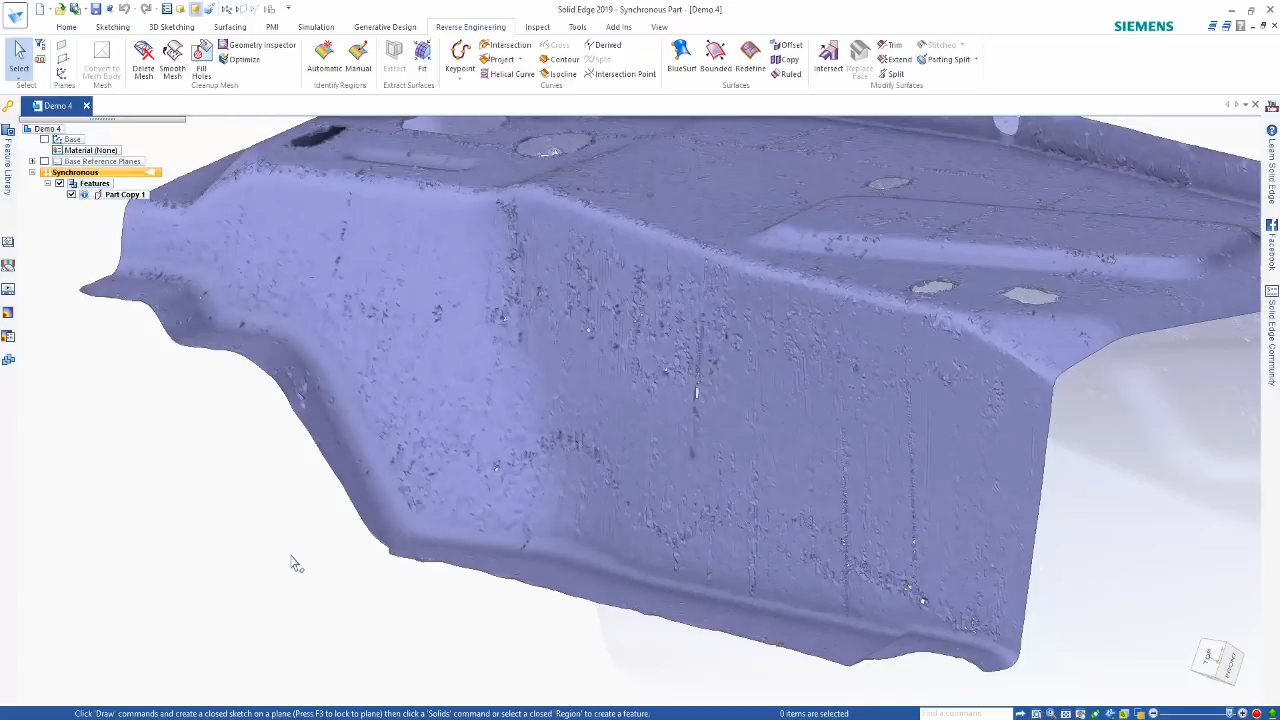 Solid Edge 2019 - Synchronous Part - [Demo 4]
Home Sketching 3D Sketching Surfacing PMI Simulation Generative Design Reverse Engineering Inspect Tools Add Ins View
SIEMENS
Select
Select
Planes
Convert to Mesh Body
Mesh
Delete Mesh
Smooth Mesh
Fill Holes
Geometry Inspector
Optimize
Cleanup Mesh
Automatic Manual
Identify Regions
Extract Fit
Extract Surfaces
Keypoint
Intersection
Project
Helical Curve
Cross
Contour
Isocline
Derived
Split
Intersection Point
Curves
BlueSurf Bounded Redefine
Offset
Copy
Ruled
Surfaces
Intersect
Replace Face
Trim
Extend
Split
Stitched
Parting Split
Modify Surfaces
Demo 4
Demo 4
Base
Material (None)
Base Reference Planes
Synchronous
Features
Part Copy 1
Feature Library
You
Learn Solid Edge
Facebook
Solid Edge Community
TOP
FRONT
Click 'Draw' commands and create a closed sketch on a plane (Press F3 to lock to plane) then click a 'Solids' command or select a closed 'Region' to create a feature.
0 items are selected
Find a command